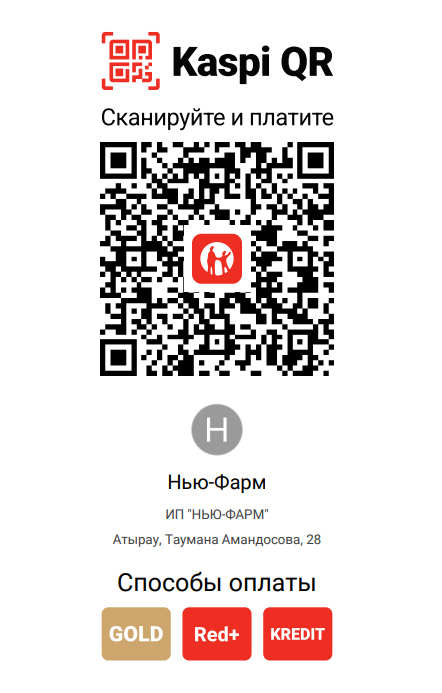 Kaspi QR
Сканируйте и платите
Н
Нью-Фарм
ИП "НЬЮ-ФАРМ"
Атырау, Таумана Амандосова, 28
Способы оплаты
GOLD Red+ KREDIT